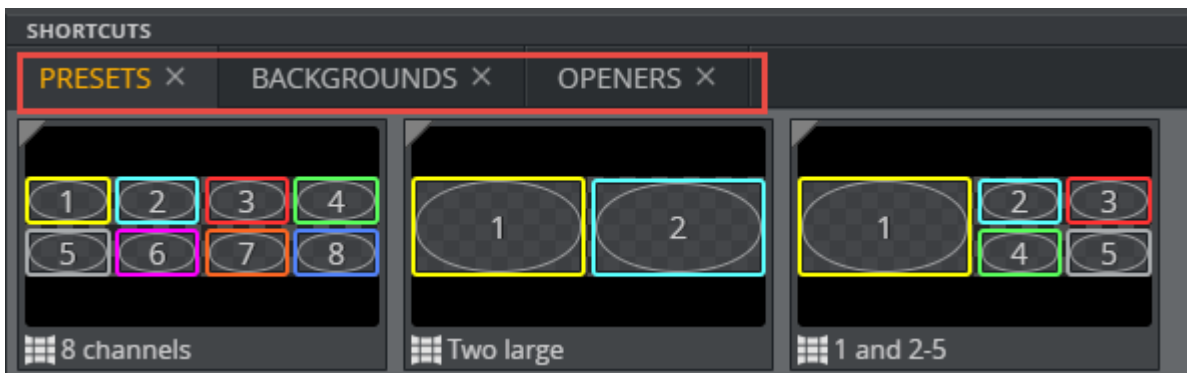 SHORTCUTS
PRESETS × BACKGROUNDS × OPENERS ×
1 2 3 4
5 6 7 8
8 channels
1 2
Two large
1 2 3
4 5
1 and 2-5